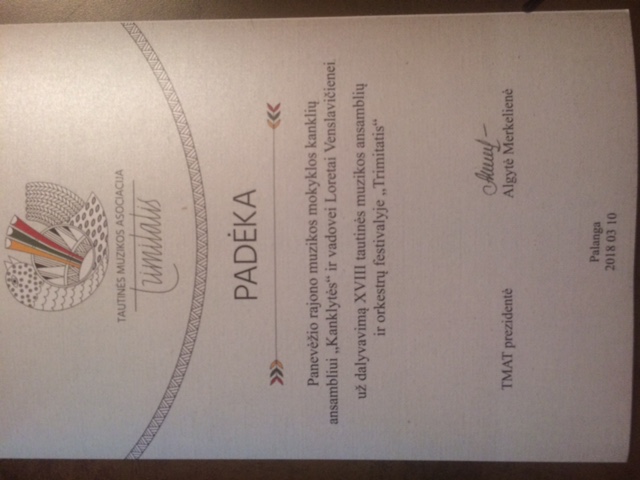 TAUTINĖS MUZIKOS ASOCIACIJA
Trimitatis
PADĖKA
Panevėžio rajono muzikos mokyklos kanklių
ansambliui „Kanklytės“ ir vadovei Loretai Venslavičienei
už dalyvavimą XVIII tautinės muzikos ansamblių
ir orkestrų festivalyje „Trimitatis“
TMAT prezidentė Algytė Merkelienė
Palanga
2018 03 10